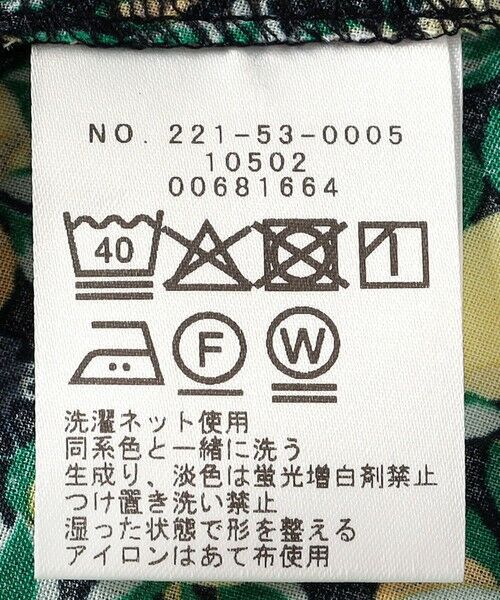 NO. 221-53-0005
10502
00681664
40
F W
洗濯ネット使用
同系色と一緒に洗う
生成り、淡色は蛍光増白剤禁止
つけ置き洗い禁止
湿った状態で形を整える
アイロンはあて布使用